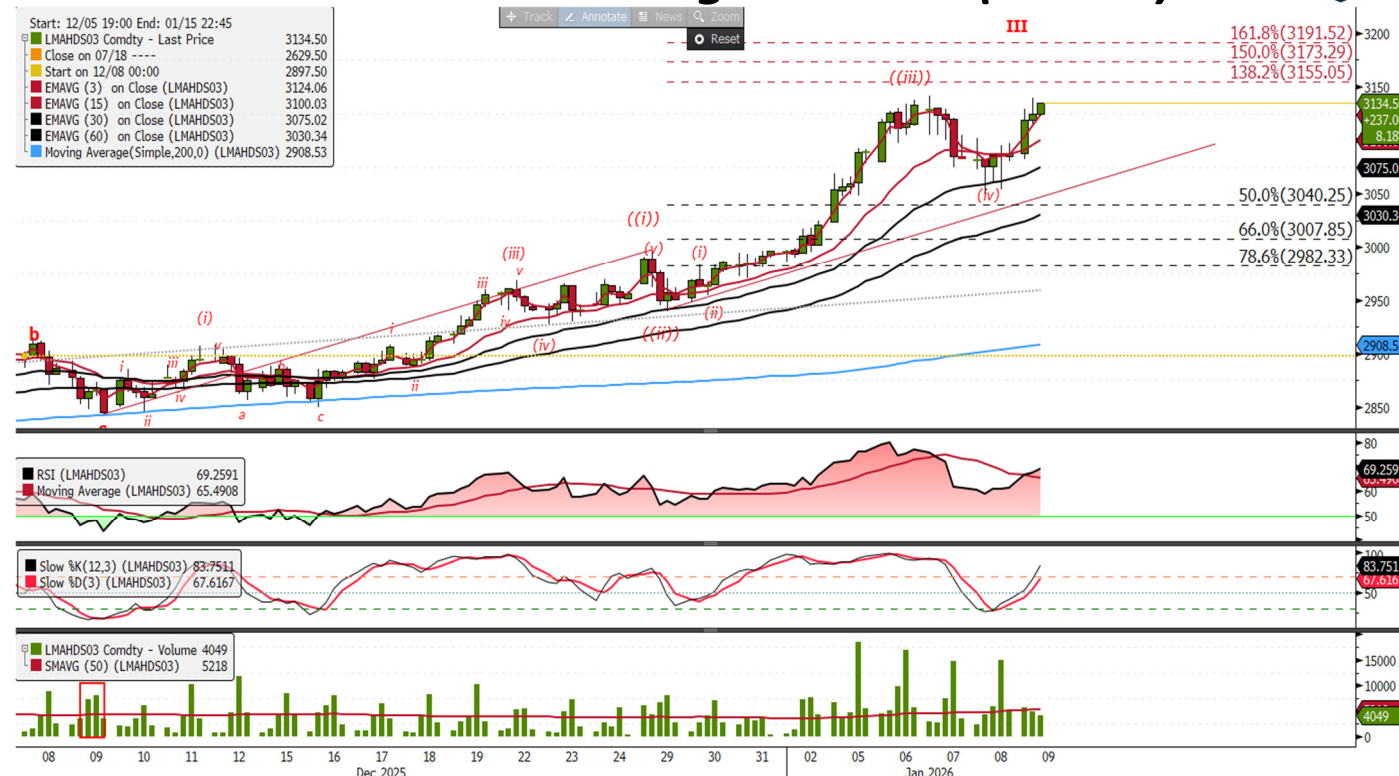 Track Annotate News Zoom
Reset
Start: 12/05 19:00 End: 01/15 22:45
LMAHDS03 Comdty - Last Price 3134.50
Close on 07/18 ---- 2629.50
Start on 12/08 00:00 2897.50
EMAVG (3) on Close (LMAHDS03) 3124.06
EMAVG (15) on Close (LMAHDS03) 3100.03
EMAVG (30) on Close (LMAHDS03) 3075.02
EMAVG (60) on Close (LMAHDS03) 3030.34
Moving Average(Simple,200,0) (LMAHDS03) 2908.53
III
161.8%(3191.52)
150.0%(3173.29)
138.2%(3155.05)
50.0%(3040.25)
66.0%(3007.85)
78.6%(2982.33)
3200
3150
3134.5
+237.0
8.18
3075.0
3050
3030.3
3000
2950
2908.5
2900
2850
((iii))
(iv)
((i))
(v)
(i)
(ii)
((ii))
(iii)
v
iii
iv
(iv)
i
ii
(i)
v
b
i
iii
iv
ii
a
c
RSI (LMAHDS03) 69.2591
Moving Average (LMAHDS03) 65.4908
80
69.259
60
50
Slow %K(12,3) (LMAHDS03) 83.7511
Slow %D(3) (LMAHDS03) 67.6167
100
83.751
67.616
50
LMAHDS03 Comdty - Volume 4049
SMAVG (50) (LMAHDS03) 5218
15000
10000
4049
0
08 09 10 11 12 15 16 17 18 19 22 23 24 29 30 31 02 05 06 07 08 09
Dec 2025 Jan 2026